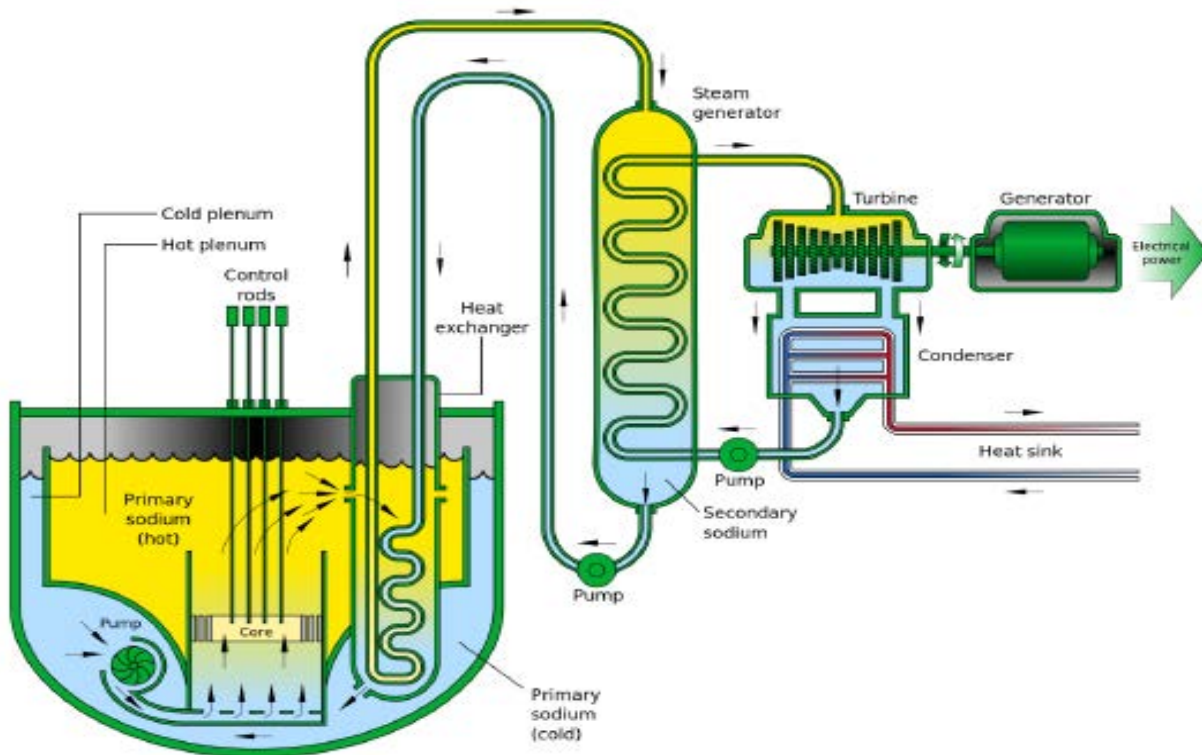 Steam
generator
Cold plenum
Hot plenum
Control
rods
Heat
exchanger
Turbine
Generator
Electrical
power
Condenser
Heat sink
Pump
Secondary
sodium
Pump
Primary
sodium
(hot)
Pump
Core
Primary
sodium
(cold)